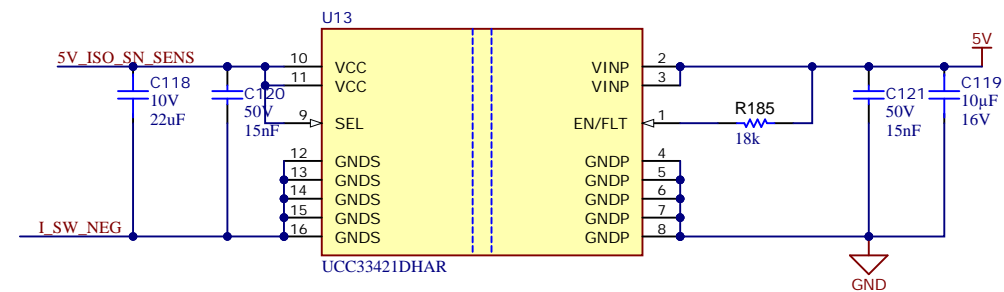 U13
5V_ISO_SN_SENS
10
VCC
VINP
2
5V
11
VCC
VINP
3
C118
10V
22uF
C120
50V
15nF
9
SEL
EN/FLT
1
R185
18k
C121
50V
15nF
C119
10µF
16V
12
GNDS
GNDP
4
13
GNDS
GNDP
5
14
GNDS
GNDP
6
15
GNDS
GNDP
7
I_SW_NEG
16
GNDS
GNDP
8
UCC33421DHAR
GND